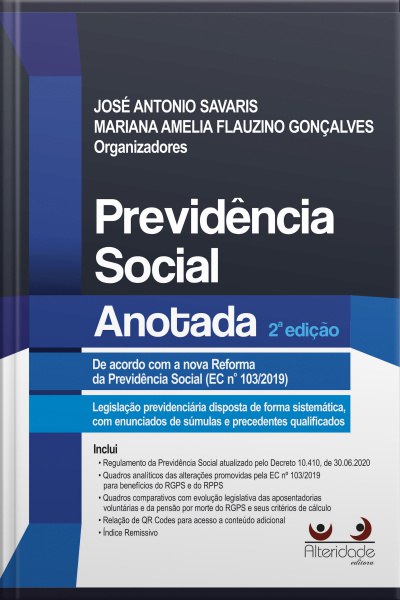 JOSÉ ANTONIO SAVARIS
MARIANA AMELIA FLAUZINO GONÇALVES
Organizadores
Previdência
Social
Anotada 2ª edição
De acordo com a nova Reforma
da Previdência Social (EC nº 103/2019)
Legislação previdenciária disposta de forma sistemática,
com enunciados de súmulas e precedentes qualificados
Inclui
• Regulamento da Previdência Social atualizado pelo Decreto 10.410, de 30.06.2020
• Quadros analíticos das alterações promovidas pela EC nº 103/2019
para benefícios do RGPS e do RPPS
• Quadros comparativos com evolução legislativa das aposentadorias
voluntárias e da pensão por morte do RGPS e seus critérios de cálculo
• Relação de QR Codes para acesso a conteúdo adicional
• Índice Remissivo
Alteridade
editora